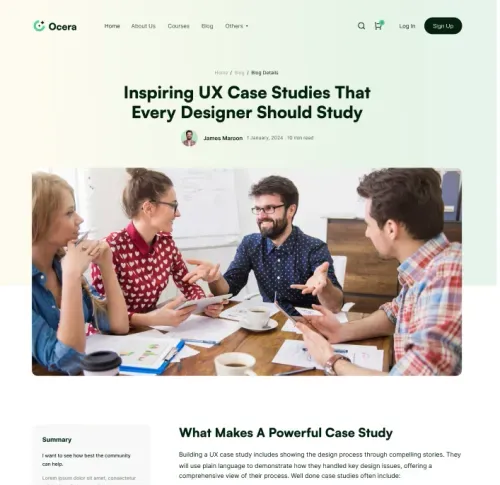 Ocera
Home About Us Courses Blog Others
Log In Sign Up
Home / Blog / Blog Details
Inspiring UX Case Studies That
Every Designer Should Study
James Maroon 7 January, 2024 10 min read
What Makes A Powerful Case Study
Building a UX case study includes showing the design process through compelling stories. They
will use plain language to demonstrate how they handled key design issues, offering a
comprehensive view of their process. Well done case studies often include:
Summary
I want to see how best the community
can help.
Lorem ipsum dolor sit amet, consectetur